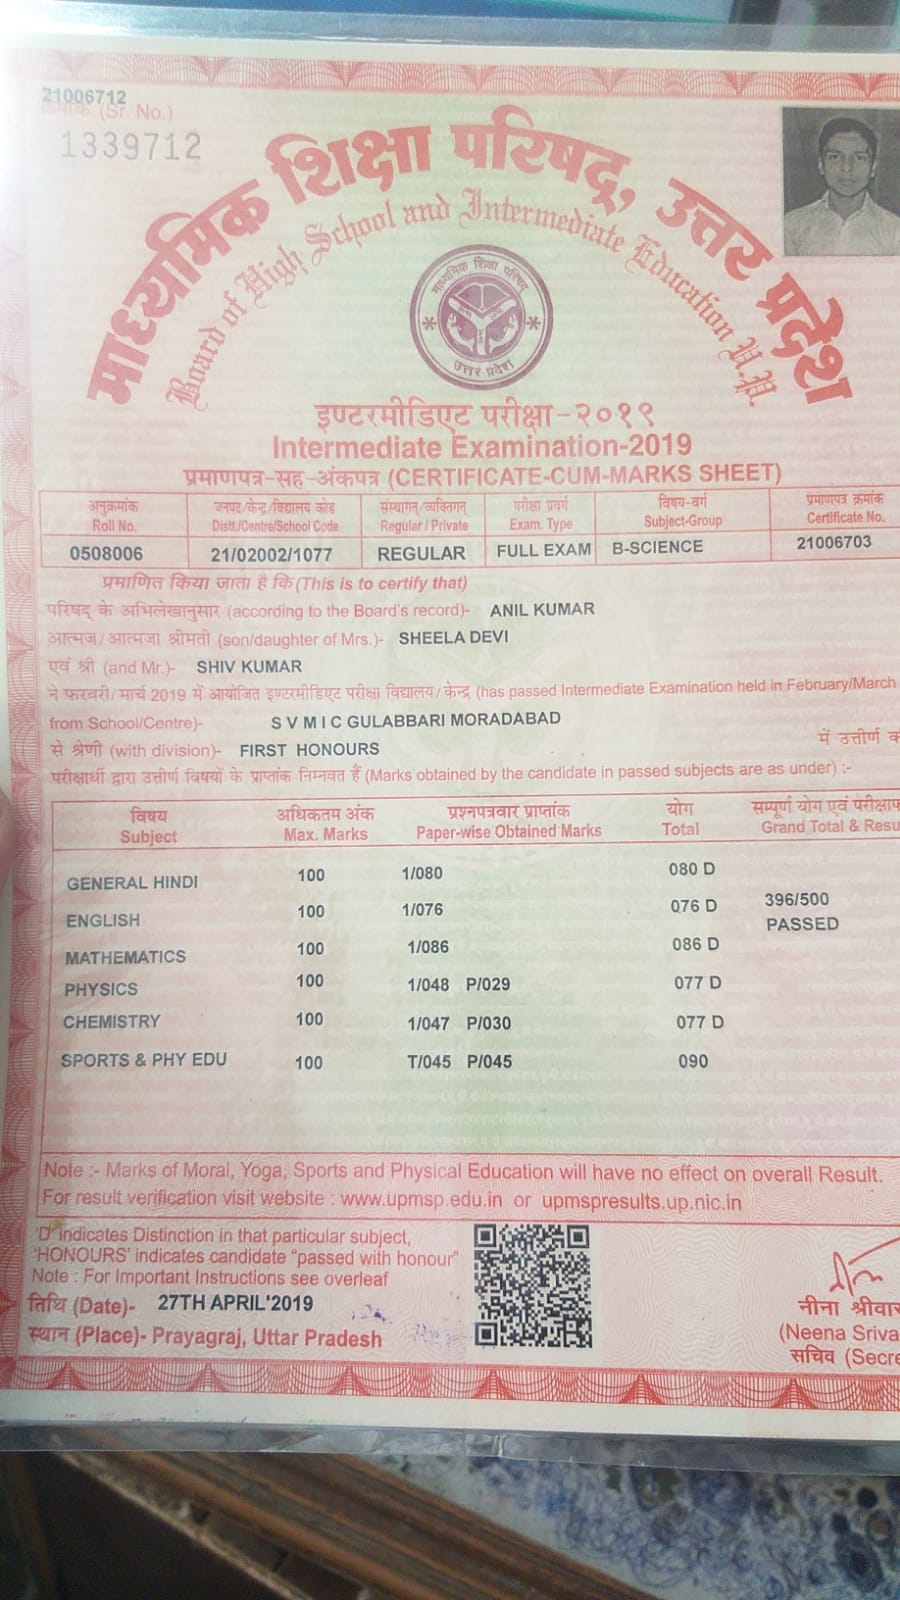 21006712
क्रमांक (Sr. No.)
1339712
माध्यमिक शिक्षा परिषद्, उत्तर प्रदेश
Board of High School and Intermediate Education U.P.
माध्यमिक शिक्षा परिषद्
उत्तर प्रदेश
इण्टरमीडिएट परीक्षा-२०१९
Intermediate Examination-2019
प्रमाणपत्र-सह-अंकपत्र (CERTIFICATE-CUM-MARKS SHEET)
अनुक्रमांक जनपद/केन्द्र/विद्यालय कोड संस्थागत/व्यक्तिगत परीक्षा प्रवर्ग विषय-वर्ग प्रमाणपत्र क्रमांक
Roll No. Distt./Centre/School Code Regular / Private Exam. Type Subject-Group Certificate No.
0508006 21/02002/1077 REGULAR FULL EXAM B-SCIENCE 21006703
प्रमाणित किया जाता है कि (This is to certify that)
परिषद् के अभिलेखानुसार (according to the Board's record)- ANIL KUMAR
आत्मज/आत्मजा श्रीमती (son/daughter of Mrs.)- SHEELA DEVI
एवं श्री (and Mr.)- SHIV KUMAR
ने फरवरी/मार्च 2019 में आयोजित इण्टरमीडिएट परीक्षा विद्यालय/केन्द्र (has passed Intermediate Examination held in February/March
from School/Centre)- S V M I C GULABBARI MORADABAD
से श्रेणी (with division)- FIRST HONOURS में उत्तीर्ण
परीक्षार्थी द्वारा उत्तीर्ण विषयों के प्राप्तांक निम्नवत हैं (Marks obtained by the candidate in passed subjects are as under) :-
विषय अधिकतम अंक प्रश्नपत्रवार प्राप्तांक योग सम्पूर्ण योग एवं
Subject Max. Marks Paper-wise Obtained Marks Total Grand Total &
GENERAL HINDI 100 1/080 080 D
ENGLISH 100 1/076 076 D 396/500
PASSED
MATHEMATICS 100 1/086 086 D
PHYSICS 100 1/048 P/029 077 D
CHEMISTRY 100 1/047 P/030 077 D
SPORTS & PHY EDU 100 T/045 P/045 090
Note :- Marks of Moral, Yoga, Sports and Physical Education will have no effect on overall Result.
For result verification visit website : www.upmsp.edu.in or upmspresults.up.nic.in
'D' indicates Distinction in that particular subject,
'HONOURS' indicates candidate "passed with honour"
Note : For Important Instructions see overleaf
तिथि (Date)- 27TH APRIL'2019
स्थान (Place)- Prayagraj, Uttar Pradesh
नीना
(Neena
सचिव